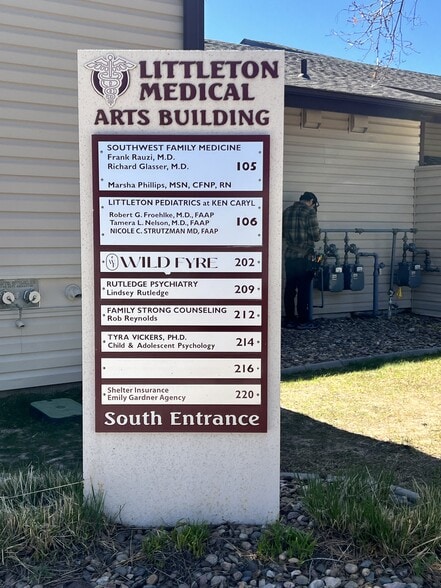 LITTLETON
MEDICAL
ARTS BUILDING
SOUTHWEST FAMILY MEDICINE
Frank Rauzi, M.D.
Richard Glasser, M.D. 105
Marsha Phillips, MSN, CFNP, RN
LITTLETON PEDIATRICS at KEN CARYL
Robert G. Froehlke, M.D., FAAP
Tamera L. Nelson, M.D., FAAP 106
NICOLE C. STRUTZMAN MD, FAAP
WILD FYRE 202
RUTLEDGE PSYCHIATRY
Lindsey Rutledge 209
FAMILY STRONG COUNSELING
Rob Reynolds 212
TYRA VICKERS, PH.D.
Child & Adolescent Psychology 214
216
Shelter Insurance
Emily Gardner Agency 220
South Entrance